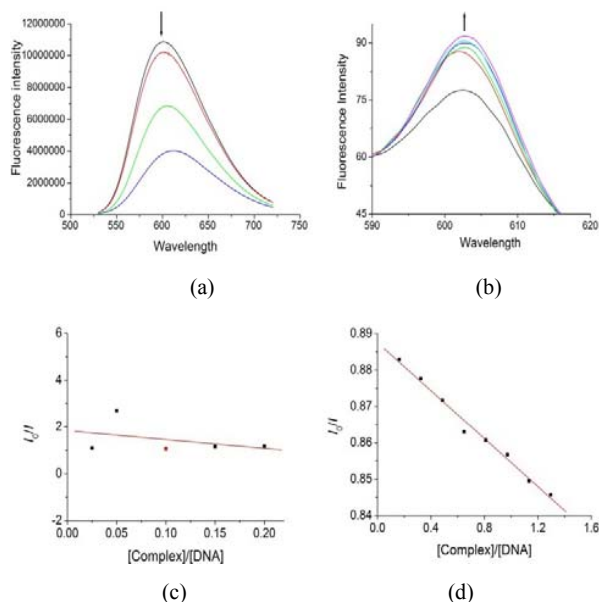 12000000
10000000
8000000
6000000
4000000
2000000
0
500 550 600 650 700 750
Fluorescence intensity
Wavelength
(a)
90
75
60
45
590 600 610 620
Fluorescence Intensity
Wavelength
(b)
6
4
2
0
-2
0.00 0.05 0.10 0.15 0.20
I₀/I
[Complex]/[DNA]
(c)
0.89
0.88
0.87
0.86
0.85
0.84
0.0 0.4 0.8 1.2 1.6
I₀/I
[Complex]/[DNA]
(d)